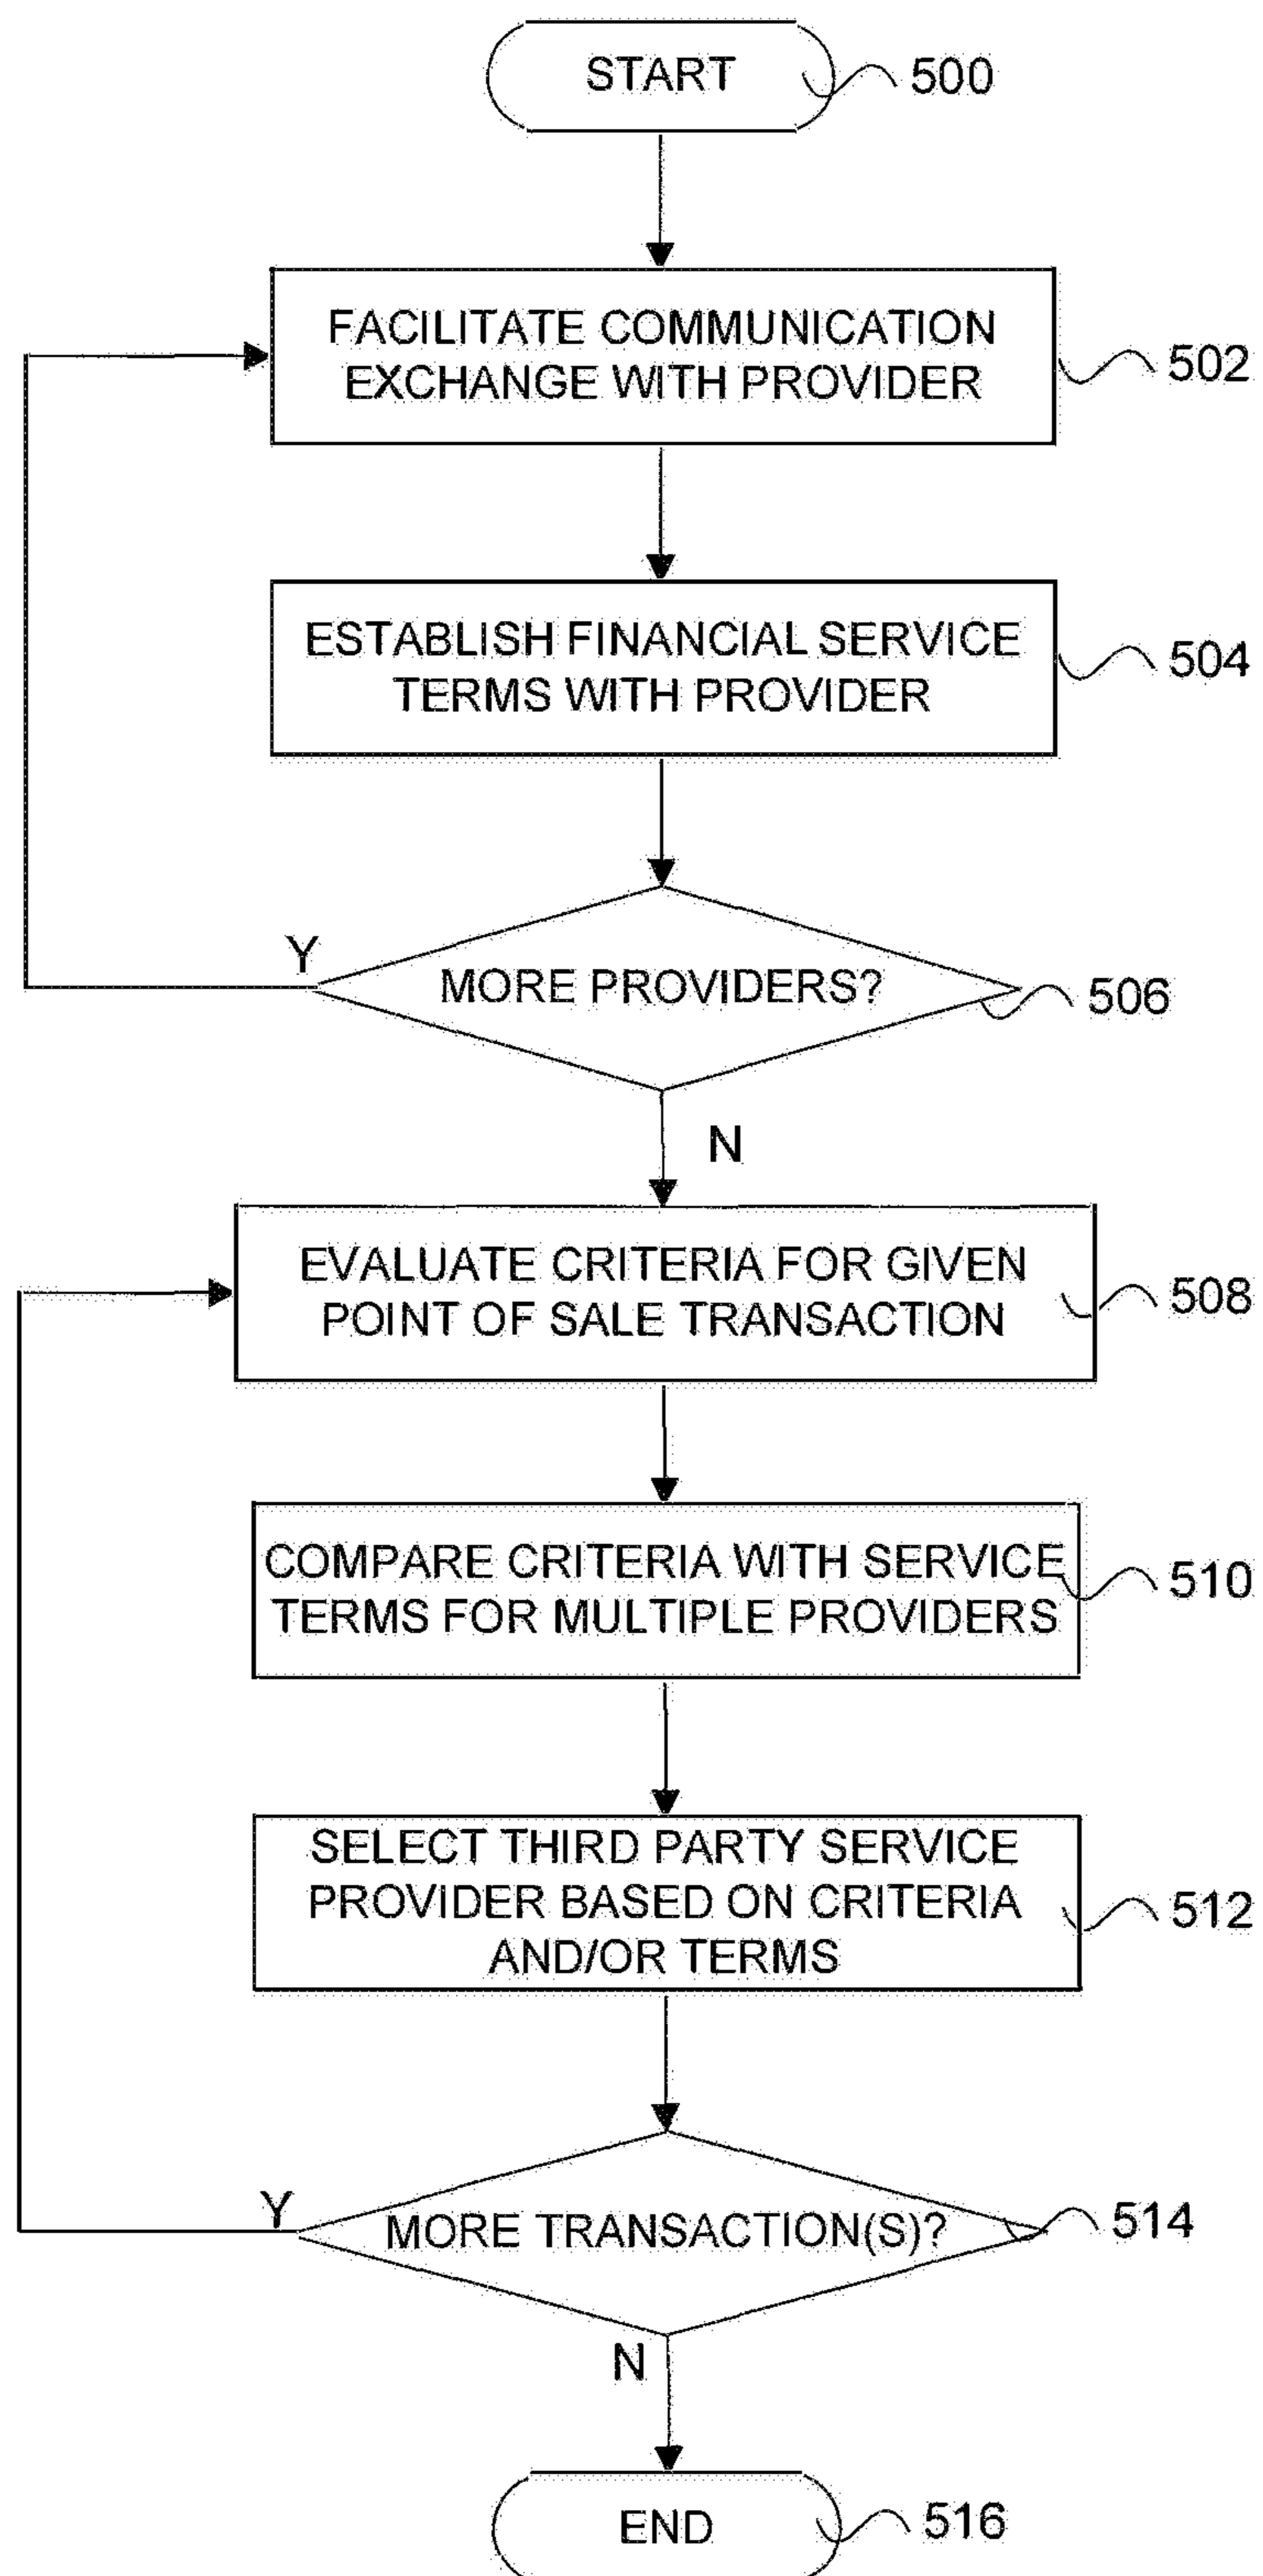 START
500
FACILITATE COMMUNICATION
EXCHANGE WITH PROVIDER
502
ESTABLISH FINANCIAL SERVICE
TERMS WITH PROVIDER
504
Y
MORE PROVIDERS?
506
N
EVALUATE CRITERIA FOR GIVEN
POINT OF SALE TRANSACTION
508
COMPARE CRITERIA WITH SERVICE
TERMS FOR MULTIPLE PROVIDERS
510
SELECT THIRD PARTY SERVICE
PROVIDER BASED ON CRITERIA
AND/OR TERMS
512
Y
MORE TRANSACTION(S)?
514
N
END
516